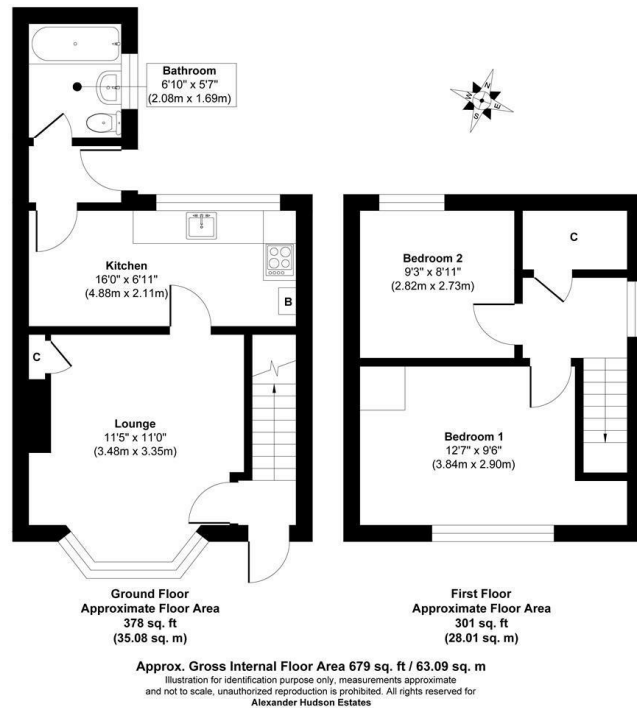 Bathroom
6'10" x 5'7"
(2.08m x 1.69m)
N
W
E
S
Kitchen
16'0" x 6'11"
(4.88m x 2.11m)
B
C
Lounge
11'5" x 11'0"
(3.48m x 3.35m)
Bedroom 2
9'3" x 8'11"
(2.82m x 2.73m)
C
Bedroom 1
12'7" x 9'6"
(3.84m x 2.90m)
Ground Floor
Approximate Floor Area
378 sq. ft
(35.08 sq. m)
First Floor
Approximate Floor Area
301 sq. ft
(28.01 sq. m)
Approx. Gross Internal Floor Area 679 sq. ft / 63.09 sq. m
Illustration for identification purpose only, measurements approximate
and not to scale, unauthorized reproduction is prohibited. All rights reserved for
Alexander Hudson Estates